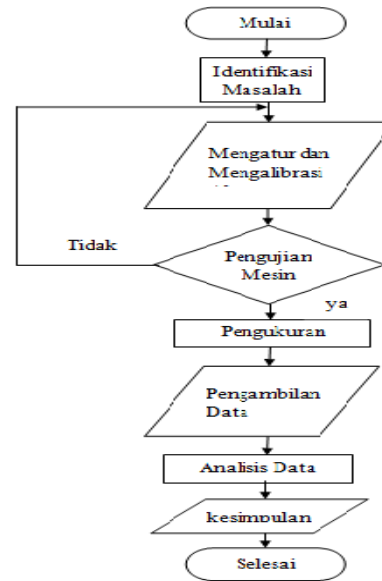 Mulai
Identifikasi
Masalah
Mengatur dan
Mengalibrasi
Tidak
Pengujian
Mesin
ya
Pengukuran
Pengambilan
Data
Analisis Data
kesimpulan
Selesai